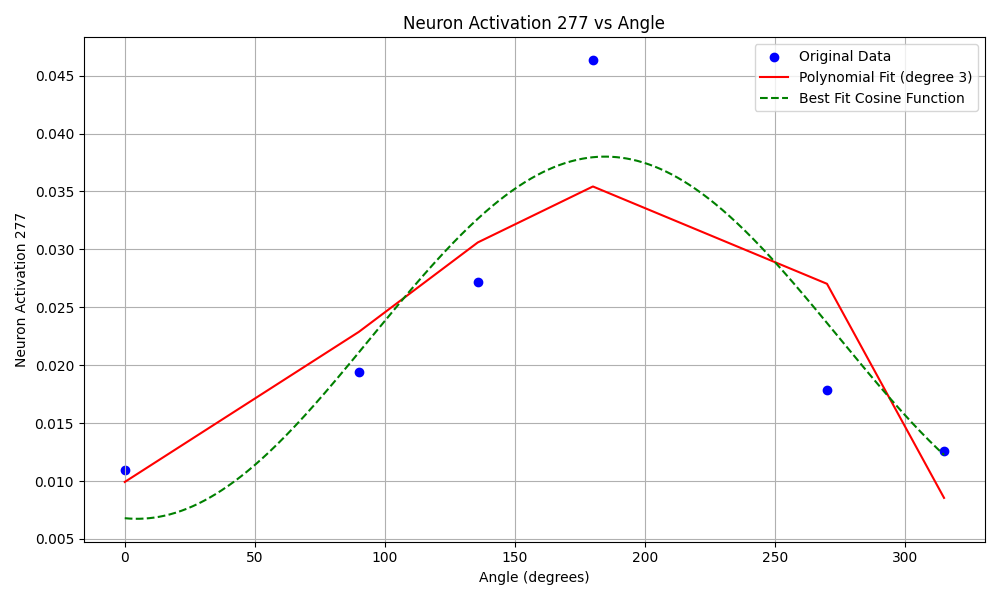 Neuron Activation 277 vs Angle
Original Data
Polynomial Fit (degree 3)
Best Fit Cosine Function
Neuron Activation 277
0.045
0.040
0.035
0.030
0.025
0.020
0.015
0.010
0.005
0 50 100 150 200 250 300
Angle (degrees)